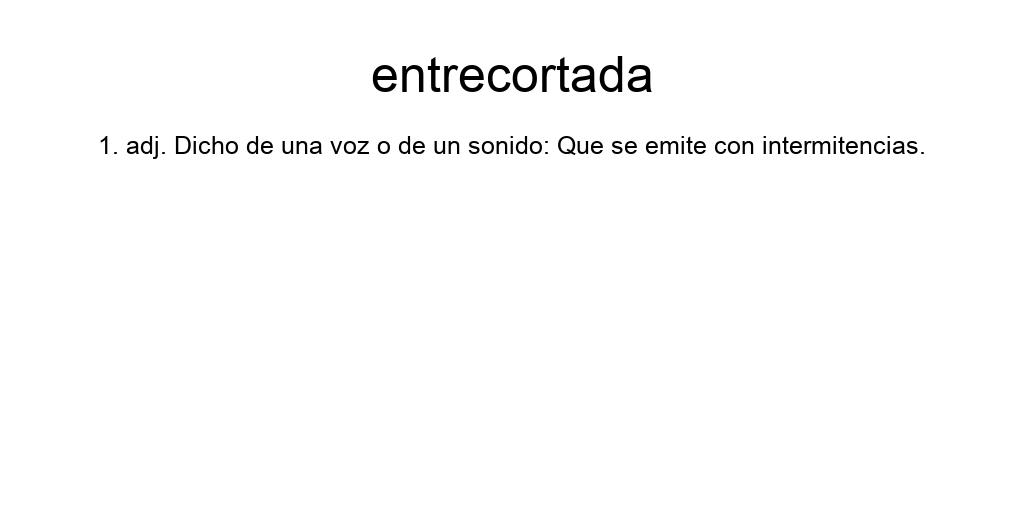 entrecortada
1. adj. Dicho de una voz o de un sonido: Que se emite con intermitencias.